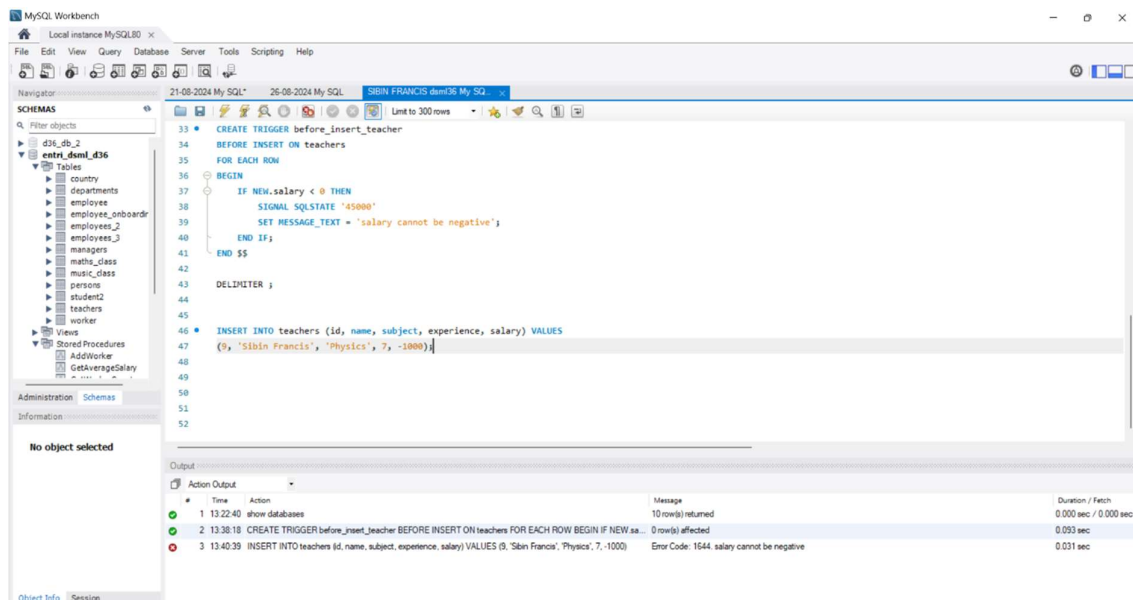 MySQL Workbench
Local instance MySQL80
File Edit View Query Database Server Tools Scripting Help
Navigator
SCHEMAS
Filter objects
d36_db_2
entri_dsml_d36
Tables
country
departments
employee
employee_onboardir
employees_2
employees_3
managers
maths_class
music_class
persons
student2
teachers
worker
Views
Stored Procedures
AddWorker
GetAverageSalary
Administration Schemas
Information
No object selected
Object Info Session
21-08-2024 My SQL* 26-08-2024 My SQL SIBIN FRANCIS dsml36 My SQ...
Limit to 300 rows
33 CREATE TRIGGER before_insert_teacher
34 BEFORE INSERT ON teachers
35 FOR EACH ROW
36 BEGIN
37 IF NEW.salary < 0 THEN
38 SIGNAL SQLSTATE '45000'
39 SET MESSAGE_TEXT = 'salary cannot be negative';
40 END IF;
41 END $$
42
43 DELIMITER ;
44
45
46 INSERT INTO teachers (id, name, subject, experience, salary) VALUES
47 (9, 'Sibin Francis', 'Physics', 7, -1000);
48
49
50
51
52
Output
Action Output
# Time Action Message Duration / Fetch
1 13:22:40 show databases 10 row(s) returned 0.000 sec / 0.000 sec
2 13:38:18 CREATE TRIGGER before_insert_teacher BEFORE INSERT ON teachers FOR EACH ROW BEGIN IF NEW.sa... 0 row(s) affected 0.093 sec
3 13:40:39 INSERT INTO teachers (id, name, subject, experience, salary) VALUES (9, 'Sibin Francis', 'Physics', 7, -1000) Error Code: 1644. salary cannot be negative 0.031 sec